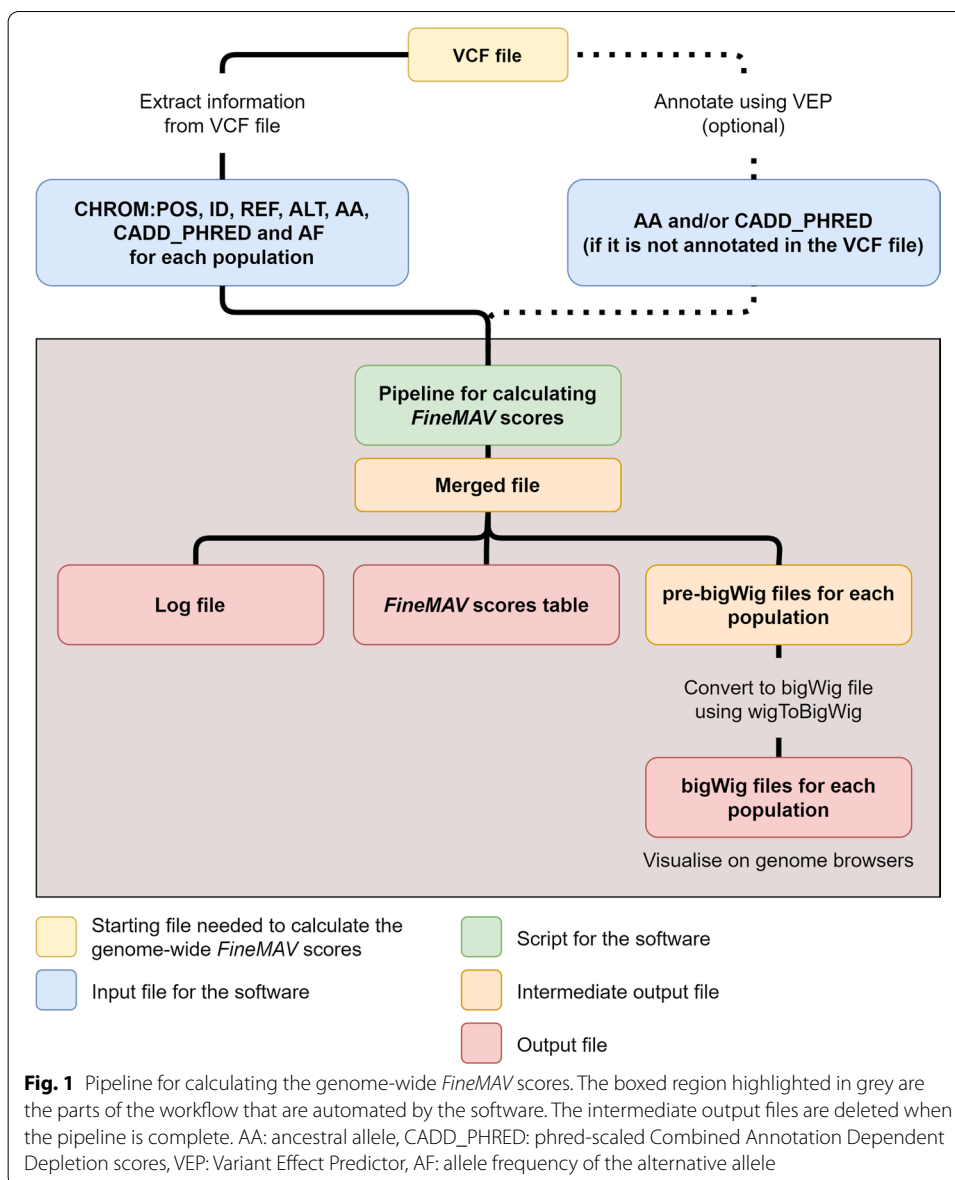 VCF file
Extract information
from VCF file
Annotate using VEP
(optional)
CHROM:POS, ID, REF, ALT, AA,
CADD_PHRED and AF
for each population
AA and/or CADD_PHRED
(if it is not annotated in the VCF file)
Pipeline for calculating
FineMAV scores
Merged file
Log file
FineMAV scores table
pre-bigWig files for each
population
Convert to bigWig file
using wigToBigWig
bigWig files for each
population
Visualise on genome browsers
Starting file needed to calculate the
genome-wide FineMAV scores
Input file for the software
Script for the software
Intermediate output file
Output file
Fig. 1 Pipeline for calculating the genome-wide FineMAV scores. The boxed region highlighted in grey are
the parts of the workflow that are automated by the software. The intermediate output files are deleted when
the pipeline is complete. AA: ancestral allele, CADD_PHRED: phred-scaled Combined Annotation Dependent
Depletion scores, VEP: Variant Effect Predictor, AF: allele frequency of the alternative allele